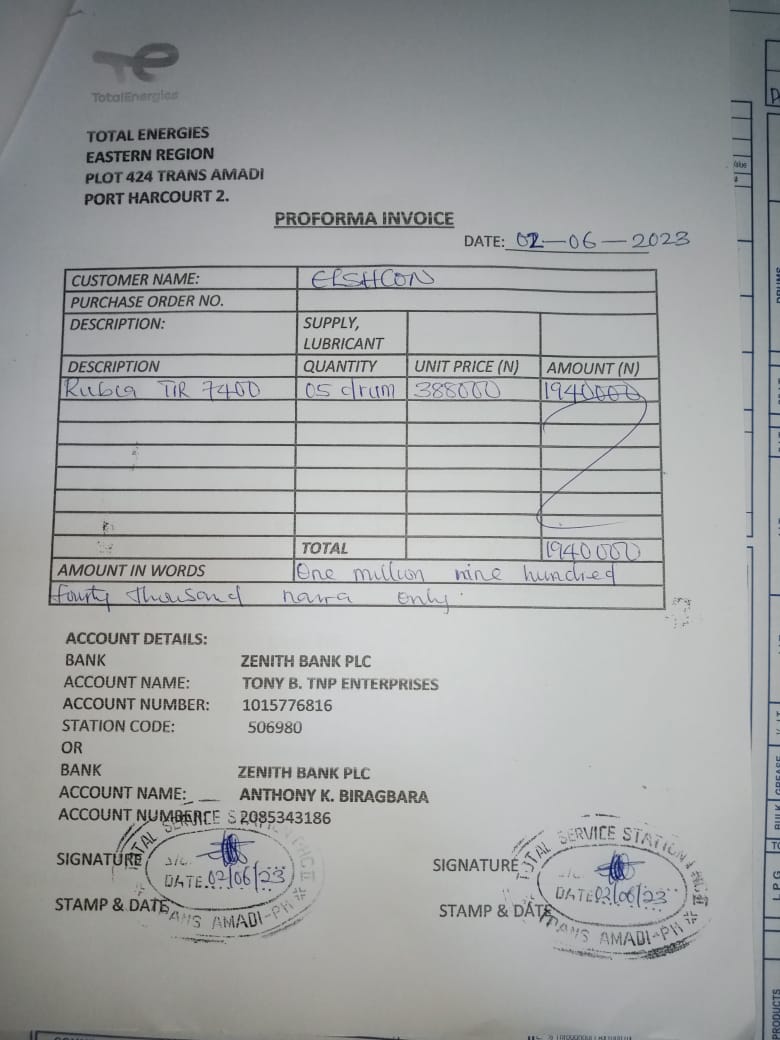 TotalEnergies
TOTAL ENERGIES
EASTERN REGION
PLOT 424 TRANS AMADI
PORT HARCOURT 2.
PROFORMA INVOICE
DATE: 02-06-2023
CUSTOMER NAME: ELSHCON
PURCHASE ORDER NO.
DESCRIPTION: SUPPLY, LUBRICANT
DESCRIPTION QUANTITY UNIT PRICE (N) AMOUNT (N)
Rubia TIR 7400 05 drum 388000 1940000
TOTAL 1940000
AMOUNT IN WORDS One million nine hundred
fourty thousand naira only.
ACCOUNT DETAILS:
BANK ZENITH BANK PLC
ACCOUNT NAME: TONY B. TNP ENTERPRISES
ACCOUNT NUMBER: 1015776816
STATION CODE: 506980
OR
BANK ZENITH BANK PLC
ACCOUNT NAME: ANTHONY K. BIRAGBARA
ACCOUNT NUMBER 2085343186
SIGNATURE SIGNATURE
STAMP & DATE STAMP & DATE
TOTAL SERVICE STATION
DATE 02/06/23
TRANS AMADI-PH
TOTAL SERVICE STATION
DATE 02/06/23
TRANS AMADI-PH
L.P.G
PRODUCTS